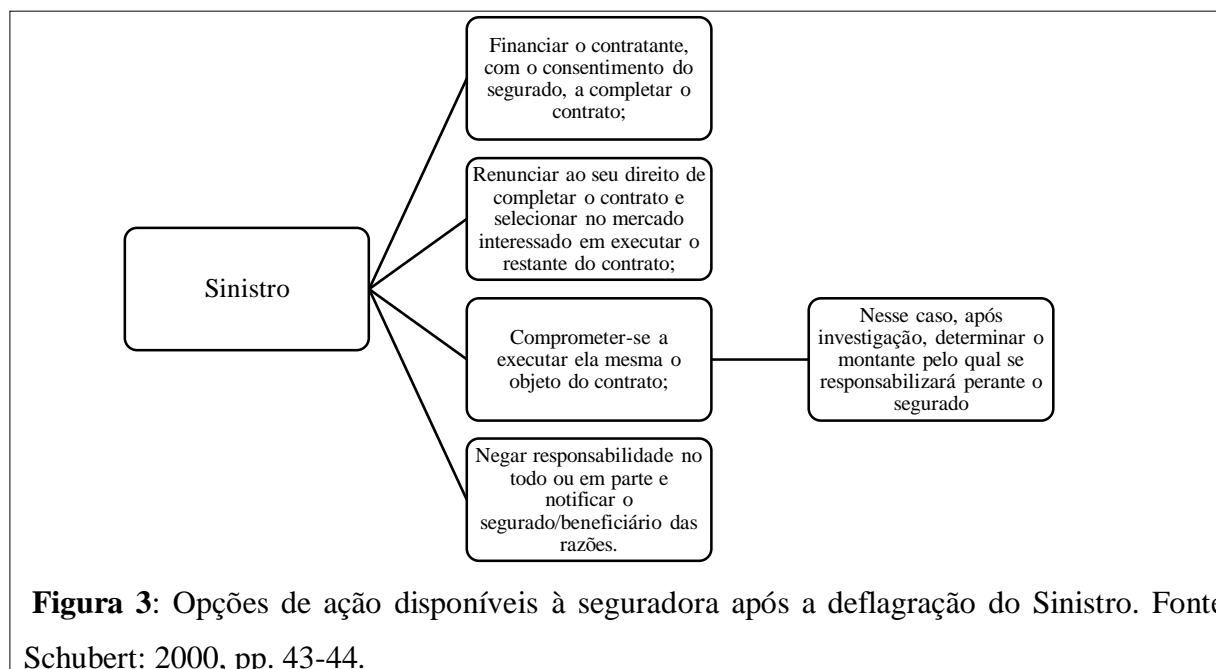 Financiar o contratante,
com o consentimento do
segurado, a completar o
contrato;
Renunciar ao seu direito de
completar o contrato e
selecionar no mercado
interessado em executar o
restante do contrato;
Sinistro
Comprometer-se a
executar ela mesma o
objeto do contrato;
Nesse caso, após
investigação, determinar o
montante pelo qual se
responsabilizará perante o
segurado
Negar responsabilidade no
todo ou em parte e
notificar o
segurado/beneficiário das
razões.
Figura 3: Opções de ação disponíveis à seguradora após a deflagração do Sinistro. Fonte
Schubert: 2000, pp. 43-44.